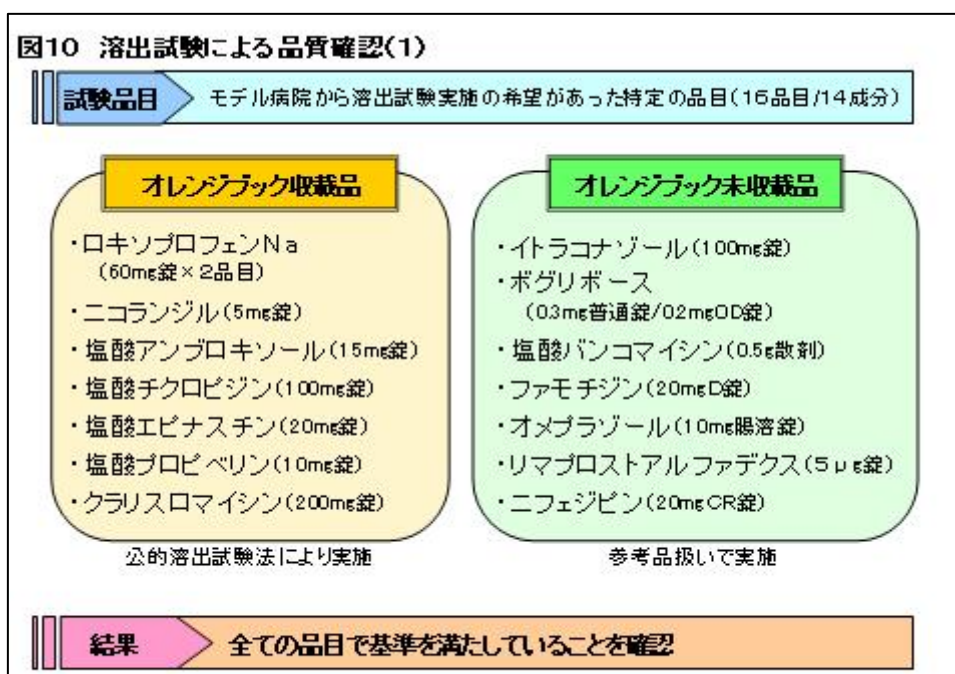 図10 溶出試験による品質確認(1)
試験品目
モデル病院から溶出試験実施の希望があった特定の品目(16品目/14成分)
オレンジブック収載品
・ロキソプロフェンNa
(60mg錠×2品目)
・ニコランジル(5mg錠)
・塩酸アンブロキソール(15mg錠)
・塩酸チクロピジン(100mg錠)
・塩酸エピナスチン(20mg錠)
・塩酸プロピベリン(10mg錠)
・クラリスロマイシン(200mg錠)
公的溶出試験法により実施
オレンジブック未収載品
・イトラコナゾール(100mg錠)
・ボグリボース
(0.3mg普通錠/0.2mgOD錠)
・塩酸バンコマイシン(0.5g散剤)
・ファモチジン(20mgD錠)
・オメプラゾール(10mg腸溶錠)
・リマプロストアルファデクス(5μg錠)
・ニフェジピン(20mgCR錠)
参考品扱いで実施
結果
全ての品目で基準を満たしていることを確認